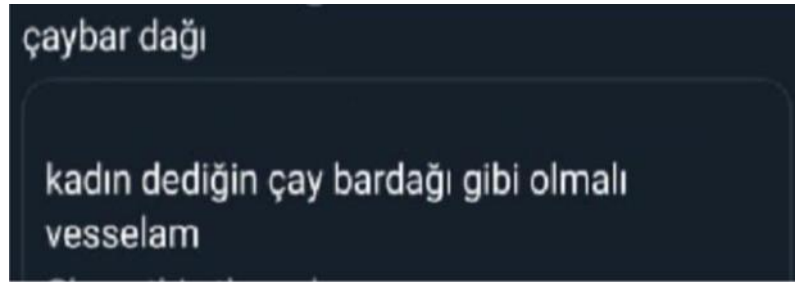 çaybar dağı
kadın dediğin çay bardağı gibi olmalı
vesselam